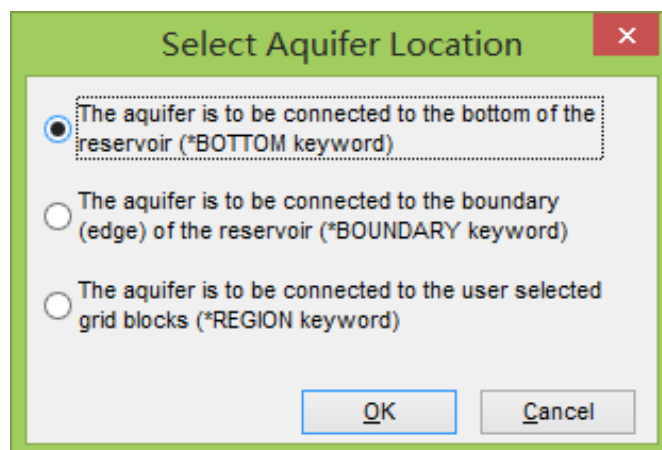 Select Aquifer Location
The aquifer is to be connected to the bottom of the
reservoir (*BOTTOM keyword)
The aquifer is to be connected to the boundary
(edge) of the reservoir (*BOUNDARY keyword)
The aquifer is to be connected to the user selected
grid blocks (*REGION keyword)
OK Cancel